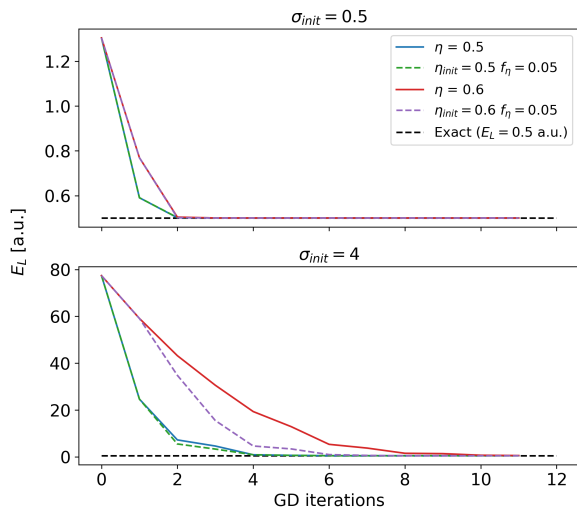 σ_init = 0.5
η = 0.5
η_init = 0.5 f_η = 0.05
η = 0.6
η_init = 0.6 f_η = 0.05
Exact (E_L = 0.5 a.u.)
1.2
1.0
0.8
0.6
E_L [a.u.]
σ_init = 4
80
60
40
20
0
0 2 4 6 8 10 12
GD iterations